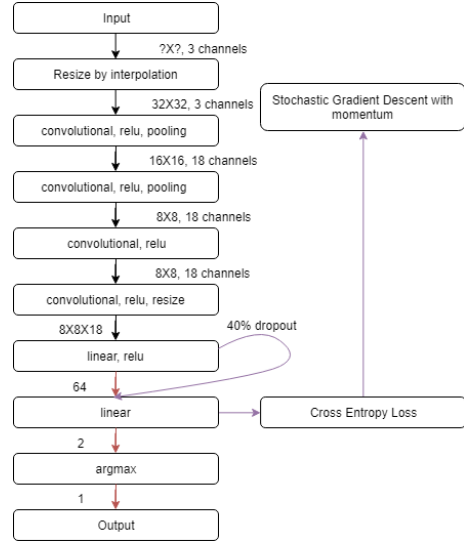 Input
?X?, 3 channels
Resize by interpolation
32X32, 3 channels
Stochastic Gradient Descent with
momentum
convolutional, relu, pooling
16X16, 18 channels
convolutional, relu, pooling
8X8, 18 channels
convolutional, relu
8X8, 18 channels
convolutional, relu, resize
8X8X18
40% dropout
linear, relu
64
linear
Cross Entropy Loss
2
argmax
1
Output